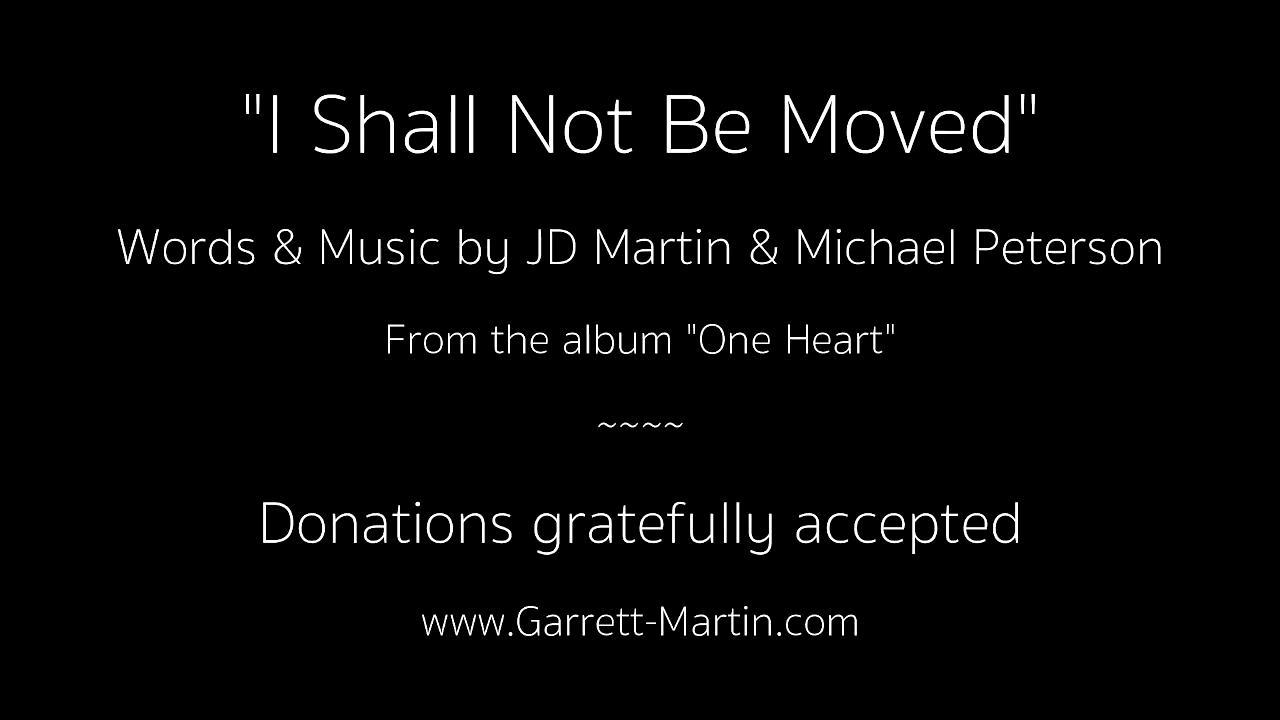 "I Shall Not Be Moved"
Words & Music by JD Martin & Michael Peterson
From the album "One Heart"
~~~~
Donations gratefully accepted
www.Garrett-Martin.com